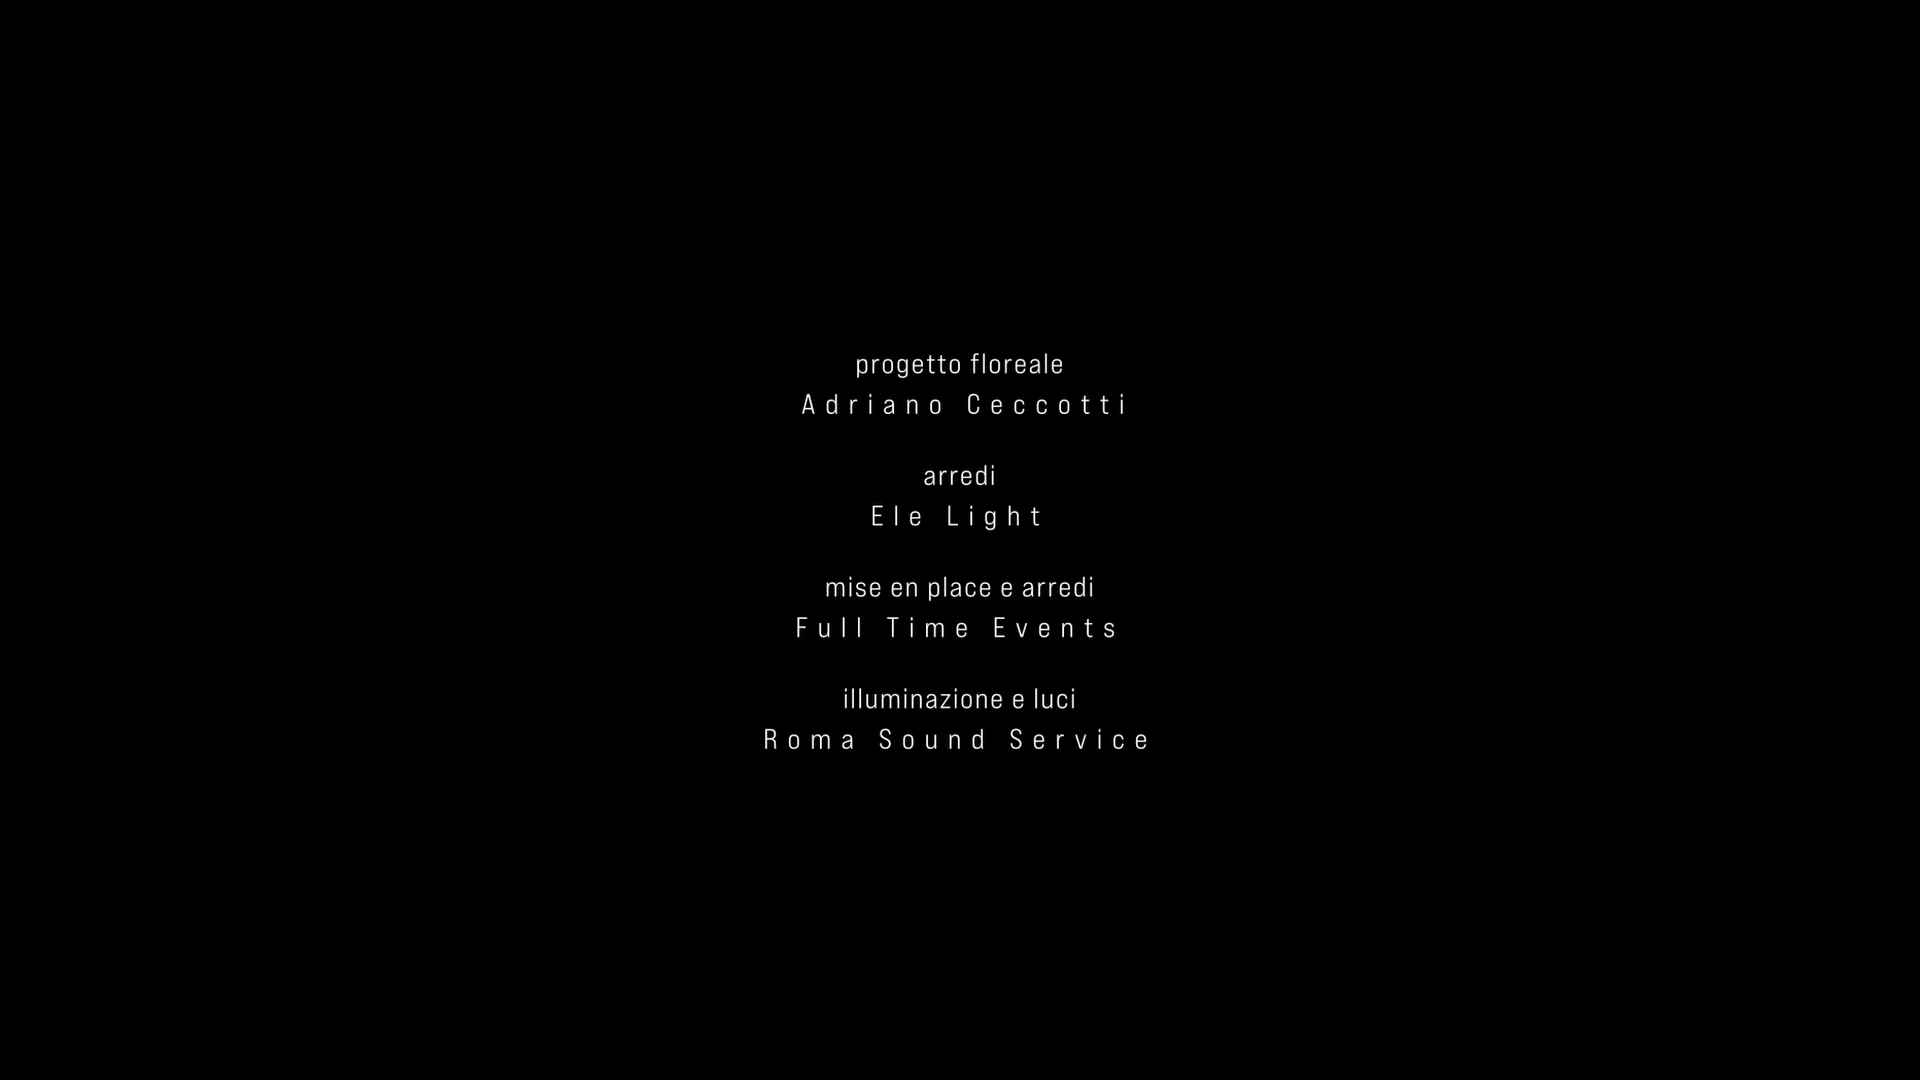 progetto floreale
Adriano Ceccotti
arredi
Ele Light
mise en place e arredi
Full Time Events
illuminazione e luci
Roma Sound Service